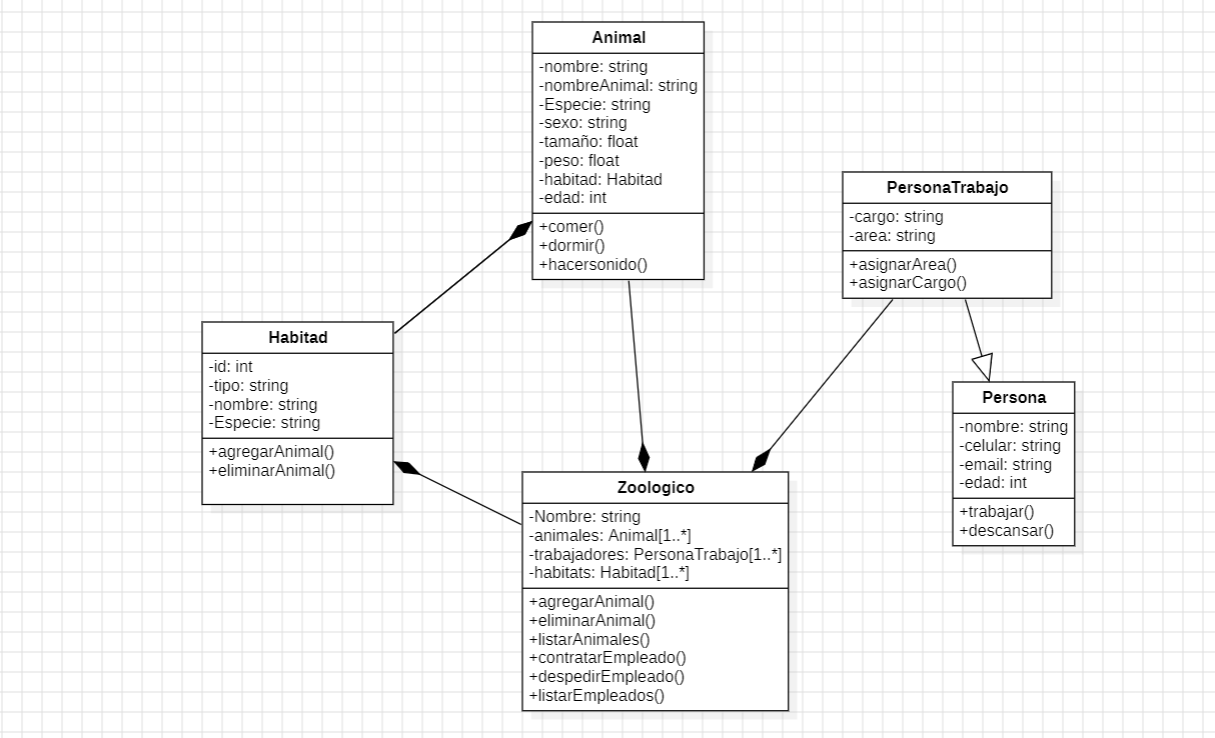 Animal
-nombre: string
-nombreAnimal: string
-Especie: string
-sexo: string
-tamaño: float
-peso: float
-habitad: Habitad
-edad: int
+comer()
+dormir()
+hacersonido()
PersonaTrabajo
-cargo: string
-area: string
+asignarArea()
+asignarCargo()
Habitad
-id: int
-tipo: string
-nombre: string
-Especie: string
+agregarAnimal()
+eliminarAnimal()
Persona
-nombre: string
-celular: string
-email: string
-edad: int
+trabajar()
+descansar()
Zoologico
-Nombre: string
-animales: Animal[1..*]
-trabajadores: PersonaTrabajo[1..*]
-habitats: Habitad[1..*]
+agregarAnimal()
+eliminarAnimal()
+listarAnimales()
+contratarEmpleado()
+despedirEmpleado()
+listarEmpleados()